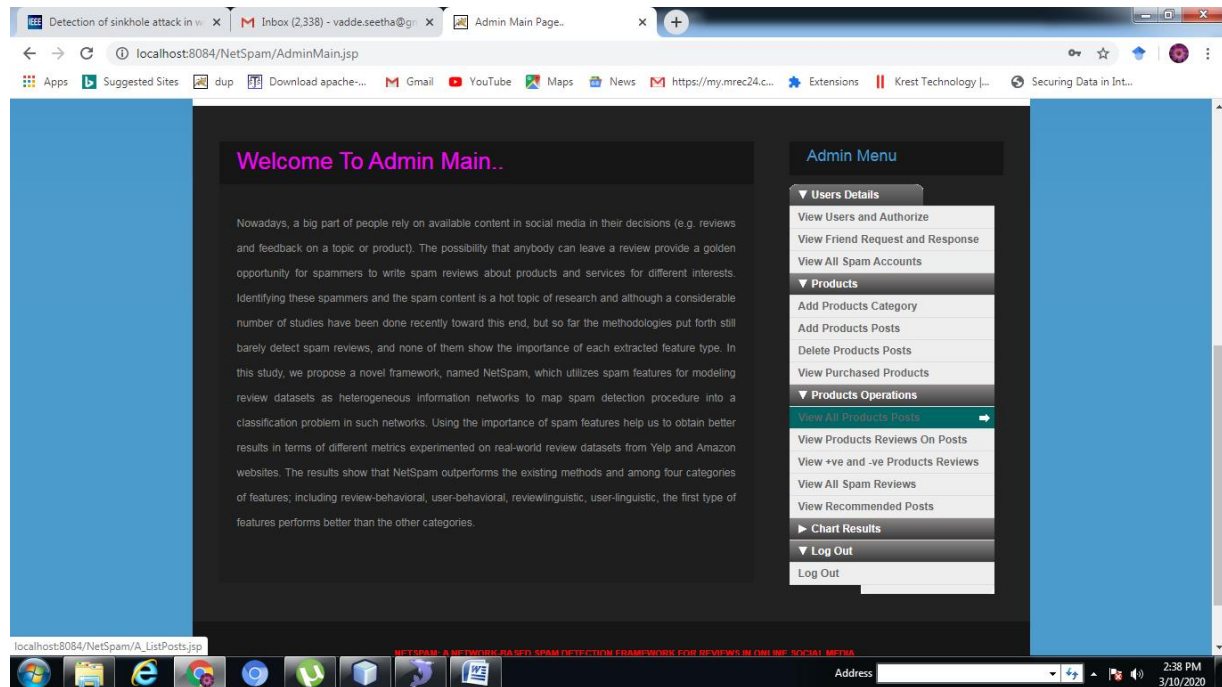 Detection of sinkhole attack in w
Inbox (2,338) - vadde.seetha@gm
Admin Main Page..
localhost:8084/NetSpam/AdminMain.jsp
Apps Suggested Sites dup Download apache-... Gmail YouTube Maps News https://my.mrec24.c... Extensions Krest Technology |... Securing Data in Int...
Welcome To Admin Main..
Nowadays, a big part of people rely on available content in social media in their decisions (e.g. reviews
and feedback on a topic or product). The possibility that anybody can leave a review provide a golden
opportunity for spammers to write spam reviews about products and services for different interests.
Identifying these spammers and the spam content is a hot topic of research and although a considerable
number of studies have been done recently toward this end, but so far the methodologies put forth still
barely detect spam reviews, and none of them show the importance of each extracted feature type. In
this study, we propose a novel framework, named NetSpam, which utilizes spam features for modeling
review datasets as heterogeneous information networks to map spam detection procedure into a
classification problem in such networks. Using the importance of spam features help us to obtain better
results in terms of different metrics experimented on real-world review datasets from Yelp and Amazon
websites. The results show that NetSpam outperforms the existing methods and among four categories
of features; including review-behavioral, user-behavioral, reviewlinguistic, user-linguistic, the first type of
features performs better than the other categories.
Admin Menu
▼ Users Details
View Users and Authorize
View Friend Request and Response
View All Spam Accounts
▼ Products
Add Products Category
Add Products Posts
Delete Products Posts
View Purchased Products
▼ Products Operations
View All Products Posts
View Products Reviews On Posts
View +ve and -ve Products Reviews
View All Spam Reviews
View Recommended Posts
► Chart Results
▼ Log Out
Log Out
localhost:8084/NetSpam/A_ListPosts.jsp
NETSPAM: A NETWORK-BASED SPAM DETECTION FRAMEWORK FOR REVIEWS IN ONLINE SOCIAL MEDIA
Address
2:38 PM
3/10/2020